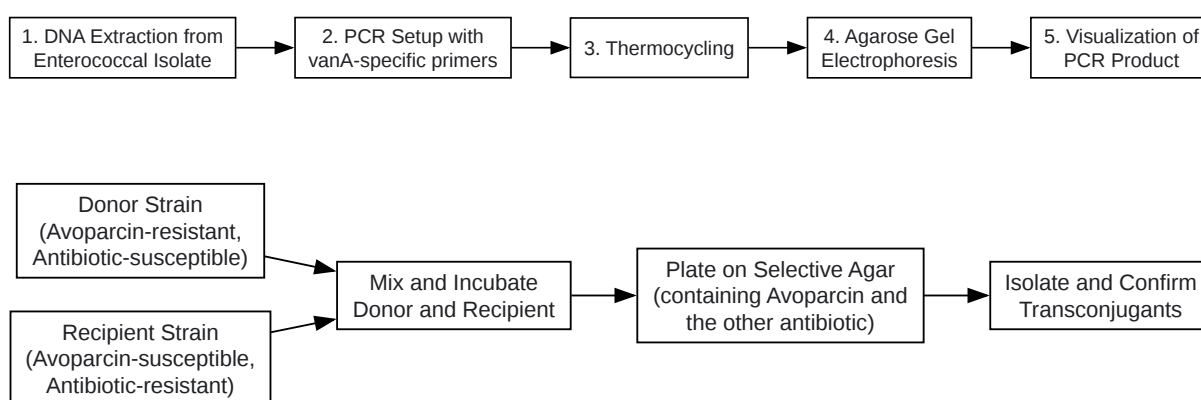 1. DNA Extraction from
Enterococcal Isolate
2. PCR Setup with
vanA-specific primers
3. Thermocycling
4. Agarose Gel
Electrophoresis
5. Visualization of
PCR Product
Donor Strain
(Avoparcin-resistant,
Antibiotic-susceptible)
Recipient Strain
(Avoparcin-susceptible,
Antibiotic-resistant)
Mix and Incubate
Donor and Recipient
Plate on Selective Agar
(containing Avoparcin and
the other antibiotic)
Isolate and Confirm
Transconjugants